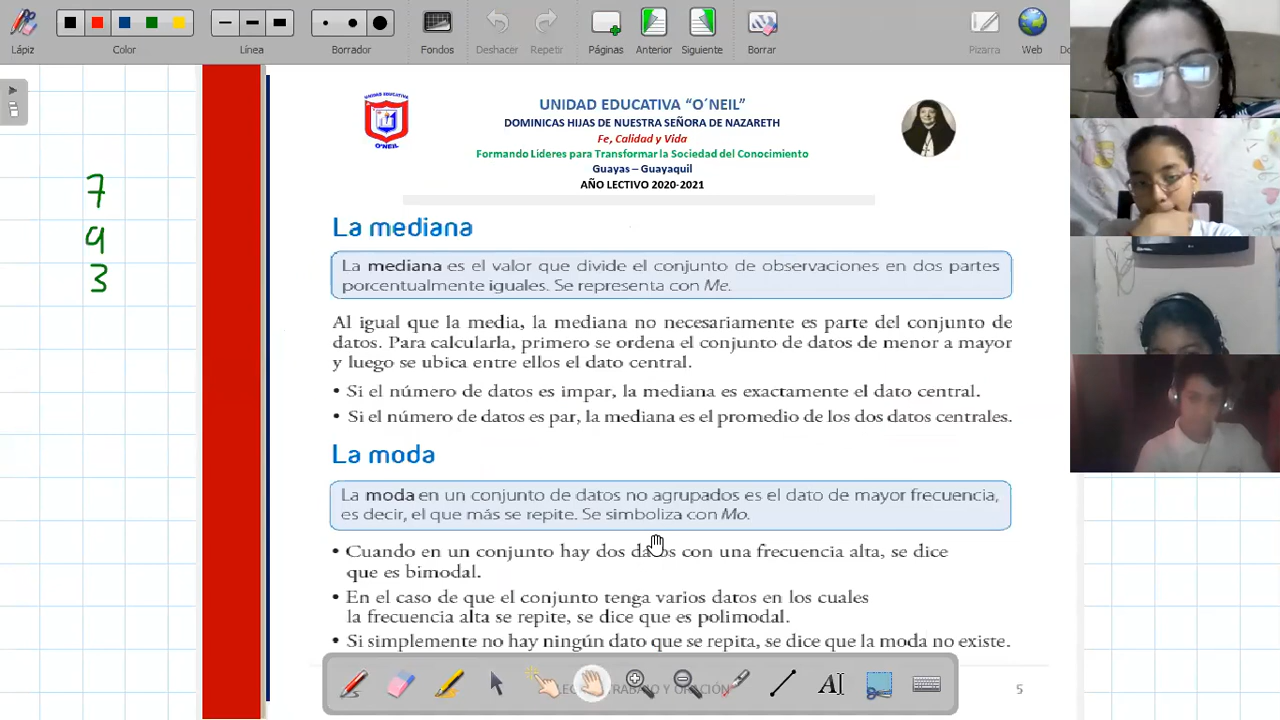 Lápiz
Color
Línea
Borrador
Fondos
Deshacer
Repetir
Páginas
Anterior
Siguiente
Borrar
Pizarra
Web
7
9
3
UNIDAD EDUCATIVA
O´NEIL
UNIDAD EDUCATIVA “O´NEIL”
DOMINICAS HIJAS DE NUESTRA SEÑORA DE NAZARETH
Fe, Calidad y Vida
Formando Lideres para Transformar la Sociedad del Conocimiento
Guayas – Guayaquil
AÑO LECTIVO 2020-2021
La mediana
La mediana es el valor que divide el conjunto de observaciones en dos partes
porcentualmente iguales. Se representa con Me.
Al igual que la media, la mediana no necesariamente es parte del conjunto de
datos. Para calcularla, primero se ordena el conjunto de datos de menor a mayor
y luego se ubica entre ellos el dato central.
• Si el número de datos es impar, la mediana es exactamente el dato central.
• Si el número de datos es par, la mediana es el promedio de los dos datos centrales.
La moda
La moda en un conjunto de datos no agrupados es el dato de mayor frecuencia,
es decir, el que más se repite. Se simboliza con Mo.
• Cuando en un conjunto hay dos datos con una frecuencia alta, se dice
que es bimodal.
• En el caso de que el conjunto tenga varios datos en los cuales
la frecuencia alta se repite, se dice que es polimodal.
• Si simplemente no hay ningún dato que se repita, se dice que la moda no existe.
TRABAJO Y ORACIÓN”
5